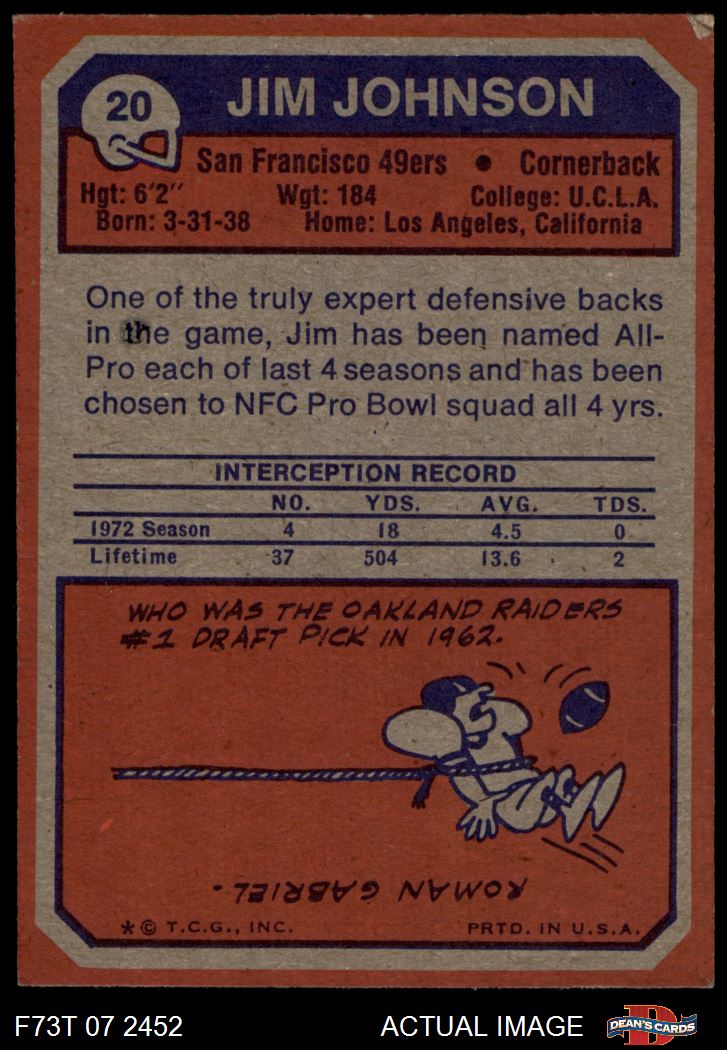 20
JIM JOHNSON
San Francisco 49ers • Cornerback
Hgt: 6'2" Wgt: 184 College: U.C.L.A.
Born: 3-31-38 Home: Los Angeles, California
One of the truly expert defensive backs
in the game, Jim has been named All-
Pro each of last 4 seasons and has been
chosen to NFC Pro Bowl squad all 4 yrs.
INTERCEPTION RECORD
NO. YDS. AVG. TDS.
1972 Season 4 18 4.5 0
Lifetime 37 504 13.6 2
WHO WAS THE OAKLAND RAIDERS
#1 DRAFT PICK IN 1962.
ROMAN GABRIEL.
* © T.C.G., INC. PRTD. IN U.S.A.
F73T 07 2452 ACTUAL IMAGE D DEAN'S CARDS